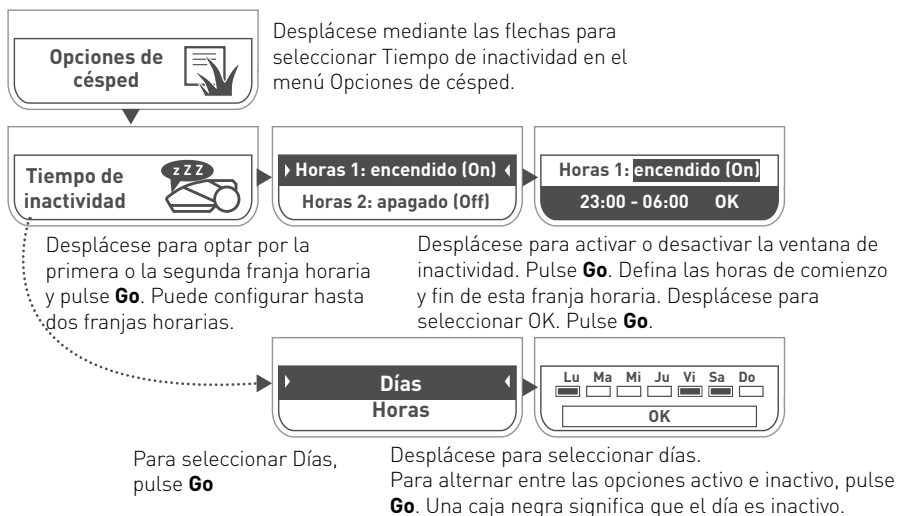 Opciones de
césped
Desplácese mediante las flechas para
seleccionar Tiempo de inactividad en el
menú Opciones de césped.
Tiempo de
inactividad
z Z Z
Horas 1: encendido (On)
Horas 2: apagado (Off)
Horas 1: encendido (On)
23:00 - 06:00 OK
Desplácese para optar por la
primera o la segunda franja horaria
y pulse Go. Puede configurar hasta
dos franjas horarias.
Desplácese para activar o desactivar la ventana de
inactividad. Pulse Go. Defina las horas de comienzo
y fin de esta franja horaria. Desplácese para
seleccionar OK. Pulse Go.
Días
Horas
Lu Ma Mi Ju Vi Sa Do
OK
Para seleccionar Días,
pulse Go
Desplácese para seleccionar días.
Para alternar entre las opciones activo e inactivo, pulse
Go. Una caja negra significa que el día es inactivo.